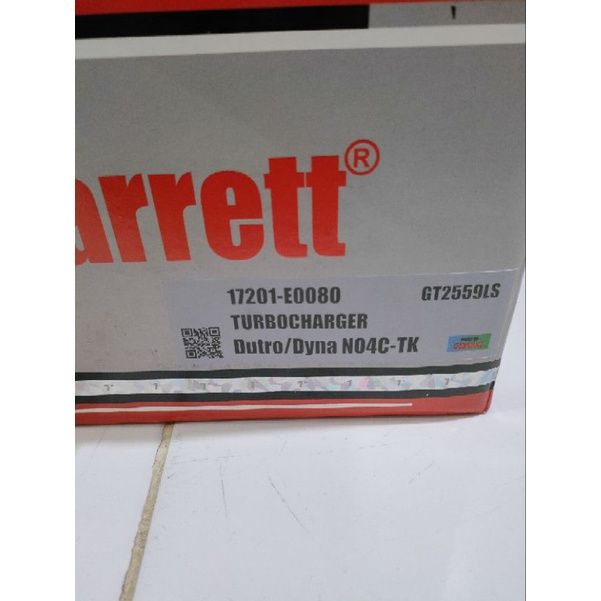 arrett®
17201-E0080 GT2559LS
TURBOCHARGER
Dutro/Dyna N04C-TK